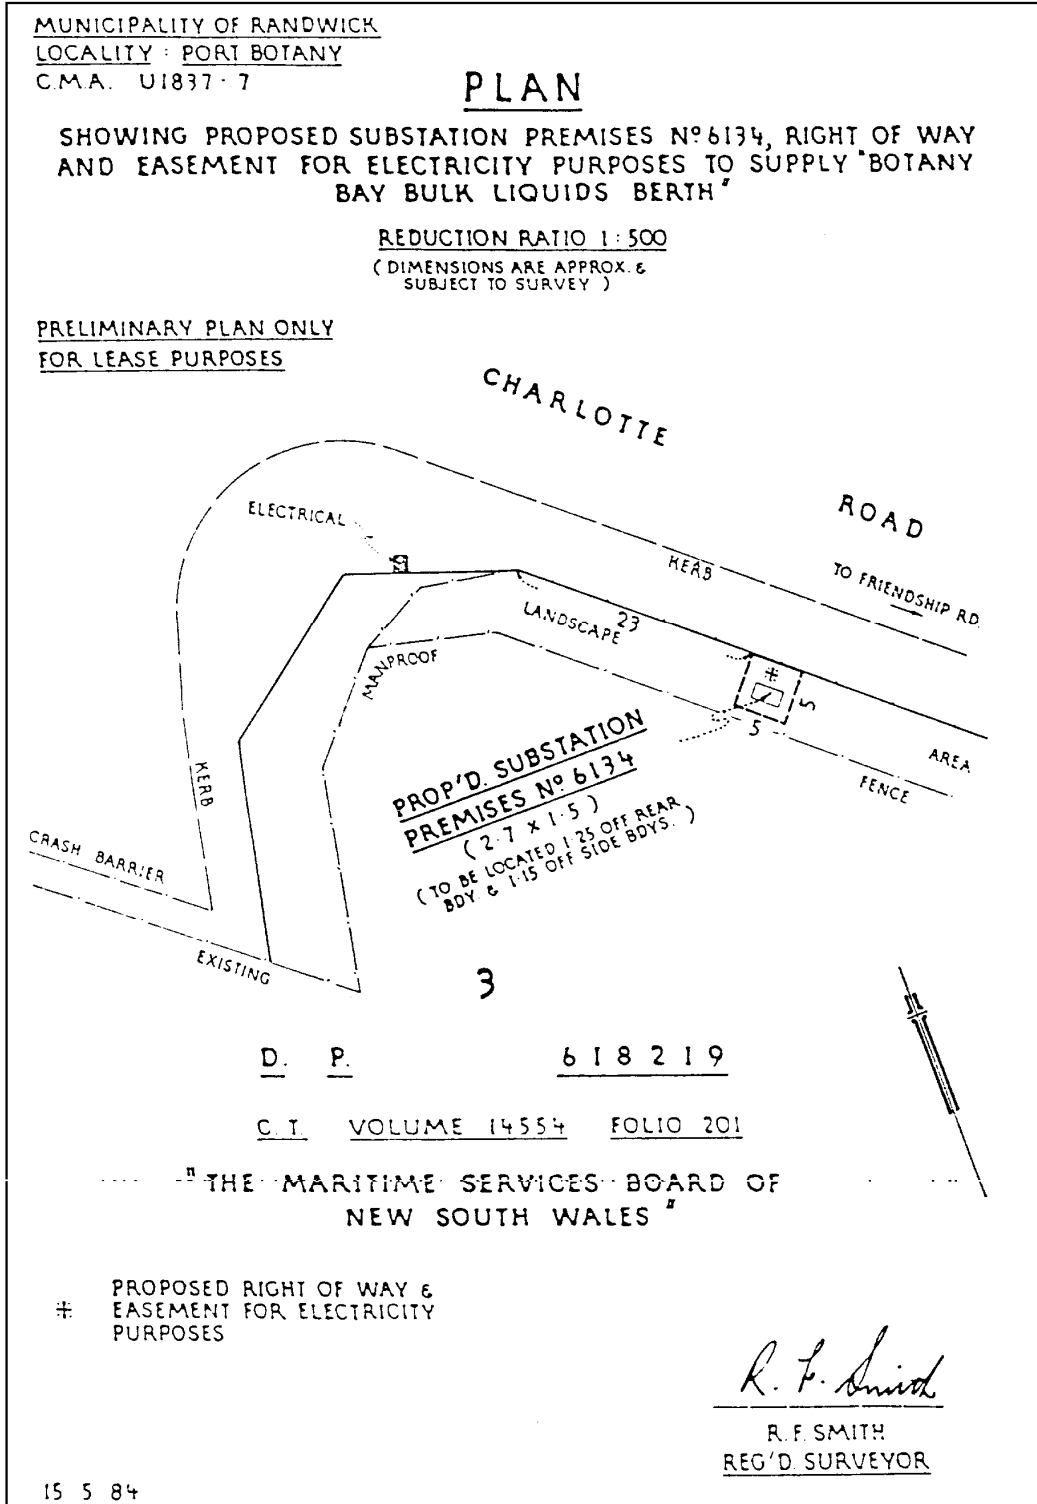 MUNICIPALITY OF RANDWICK
LOCALITY : PORT BOTANY
C.M.A. U1837-7
PLAN
SHOWING PROPOSED SUBSTATION PREMISES Nº 6134, RIGHT OF WAY
AND EASEMENT FOR ELECTRICITY PURPOSES TO SUPPLY "BOTANY
BAY BULK LIQUIDS BERTH"
REDUCTION RATIO 1:500
(DIMENSIONS ARE APPROX. &
SUBJECT TO SURVEY)
PRELIMINARY PLAN ONLY
FOR LEASE PURPOSES
CHARLOTTE
ROAD
ELECTRICAL
KERB
TO FRIENDSHIP RD.
LANDSCAPE
23
MANPROOF
*
5
5
AREA
FENCE
KERB
PROP'D. SUBSTATION
PREMISES Nº 6134
(2.7 x 1.5)
(TO BE LOCATED 1.25 OFF REAR
BDY. & 1.15 OFF SIDE BDYS.)
CRASH BARRIER
EXISTING
3
D. P. 618219
C.T. VOLUME 14554 FOLIO 201
"THE MARITIME SERVICES BOARD OF
NEW SOUTH WALES"
* PROPOSED RIGHT OF WAY &
EASEMENT FOR ELECTRICITY
PURPOSES
R. F. Smith
R.F. SMITH
REG'D. SURVEYOR
15 5 84